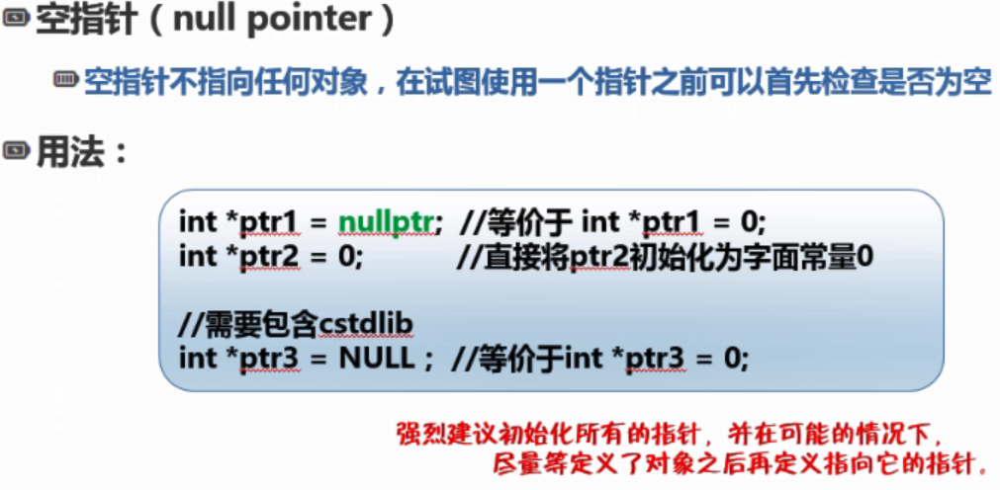 空指针（null pointer）
空指针不指向任何对象，在试图使用一个指针之前可以首先检查是否为空
用法：
int *ptr1 = nullptr; //等价于 int *ptr1 = 0;
int *ptr2 = 0; //直接将ptr2初始化为字面常量0
//需要包含cstdlib
int *ptr3 = NULL ; //等价于int *ptr3 = 0;
强烈建议初始化所有的指针，并在可能的情况下，
尽量等定义了对象之后再定义指向它的指针。